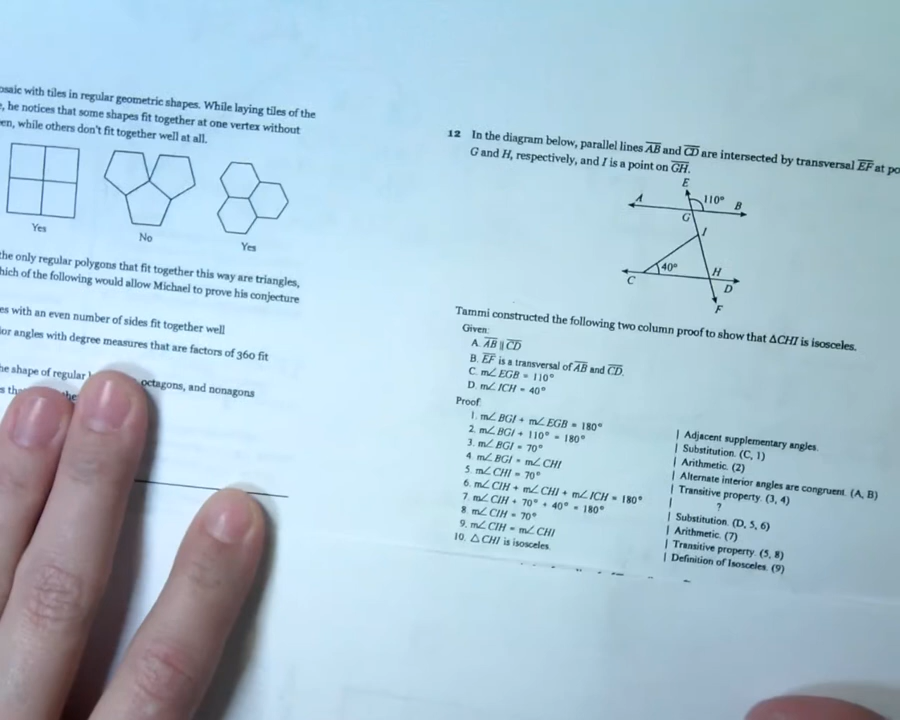 saic with tiles in regular geometric shapes. While laying tiles of the
, he notices that some shapes fit together at one vertex without
en, while others don't fit together well at all.
Yes
No
Yes
the only regular polygons that fit together this way are triangles,
hich of the following would allow Michael to prove his conjecture
es with an even number of sides fit together well
ior angles with degree measures that are factors of 360 fit
he shape of regular octagons, and nonagons
12 In the diagram below, parallel lines AB and CD are intersected by transversal EF at po
G and H, respectively, and I is a point on GH.
E
A
110°
B
G
I
40°
H
C
D
F
Tammi constructed the following two column proof to show that △CHI is isosceles.
Given:
A. AB || CD
B. EF is a transversal of AB and CD.
C. m∠EGB = 110°
D. m∠ICH = 40°
Proof:
1. m∠BGI + m∠EGB = 180° | Adjacent supplementary angles.
2. m∠BGI + 110° = 180° | Substitution. (C, 1)
3. m∠BGI = 70° | Arithmetic. (2)
4. m∠BGI = m∠CHI | Alternate interior angles are congruent. (A, B)
5. m∠CHI = 70° | Transitive property. (3, 4)
6. m∠CIH + m∠CHI + m∠ICH = 180° | ?
7. m∠CIH + 70° + 40° = 180° | Substitution. (D, 5, 6)
8. m∠CIH = 70° | Arithmetic. (7)
9. m∠CIH = m∠CHI | Transitive property. (5, 8)
10. △CHI is isosceles. | Definition of Isosceles. (9)